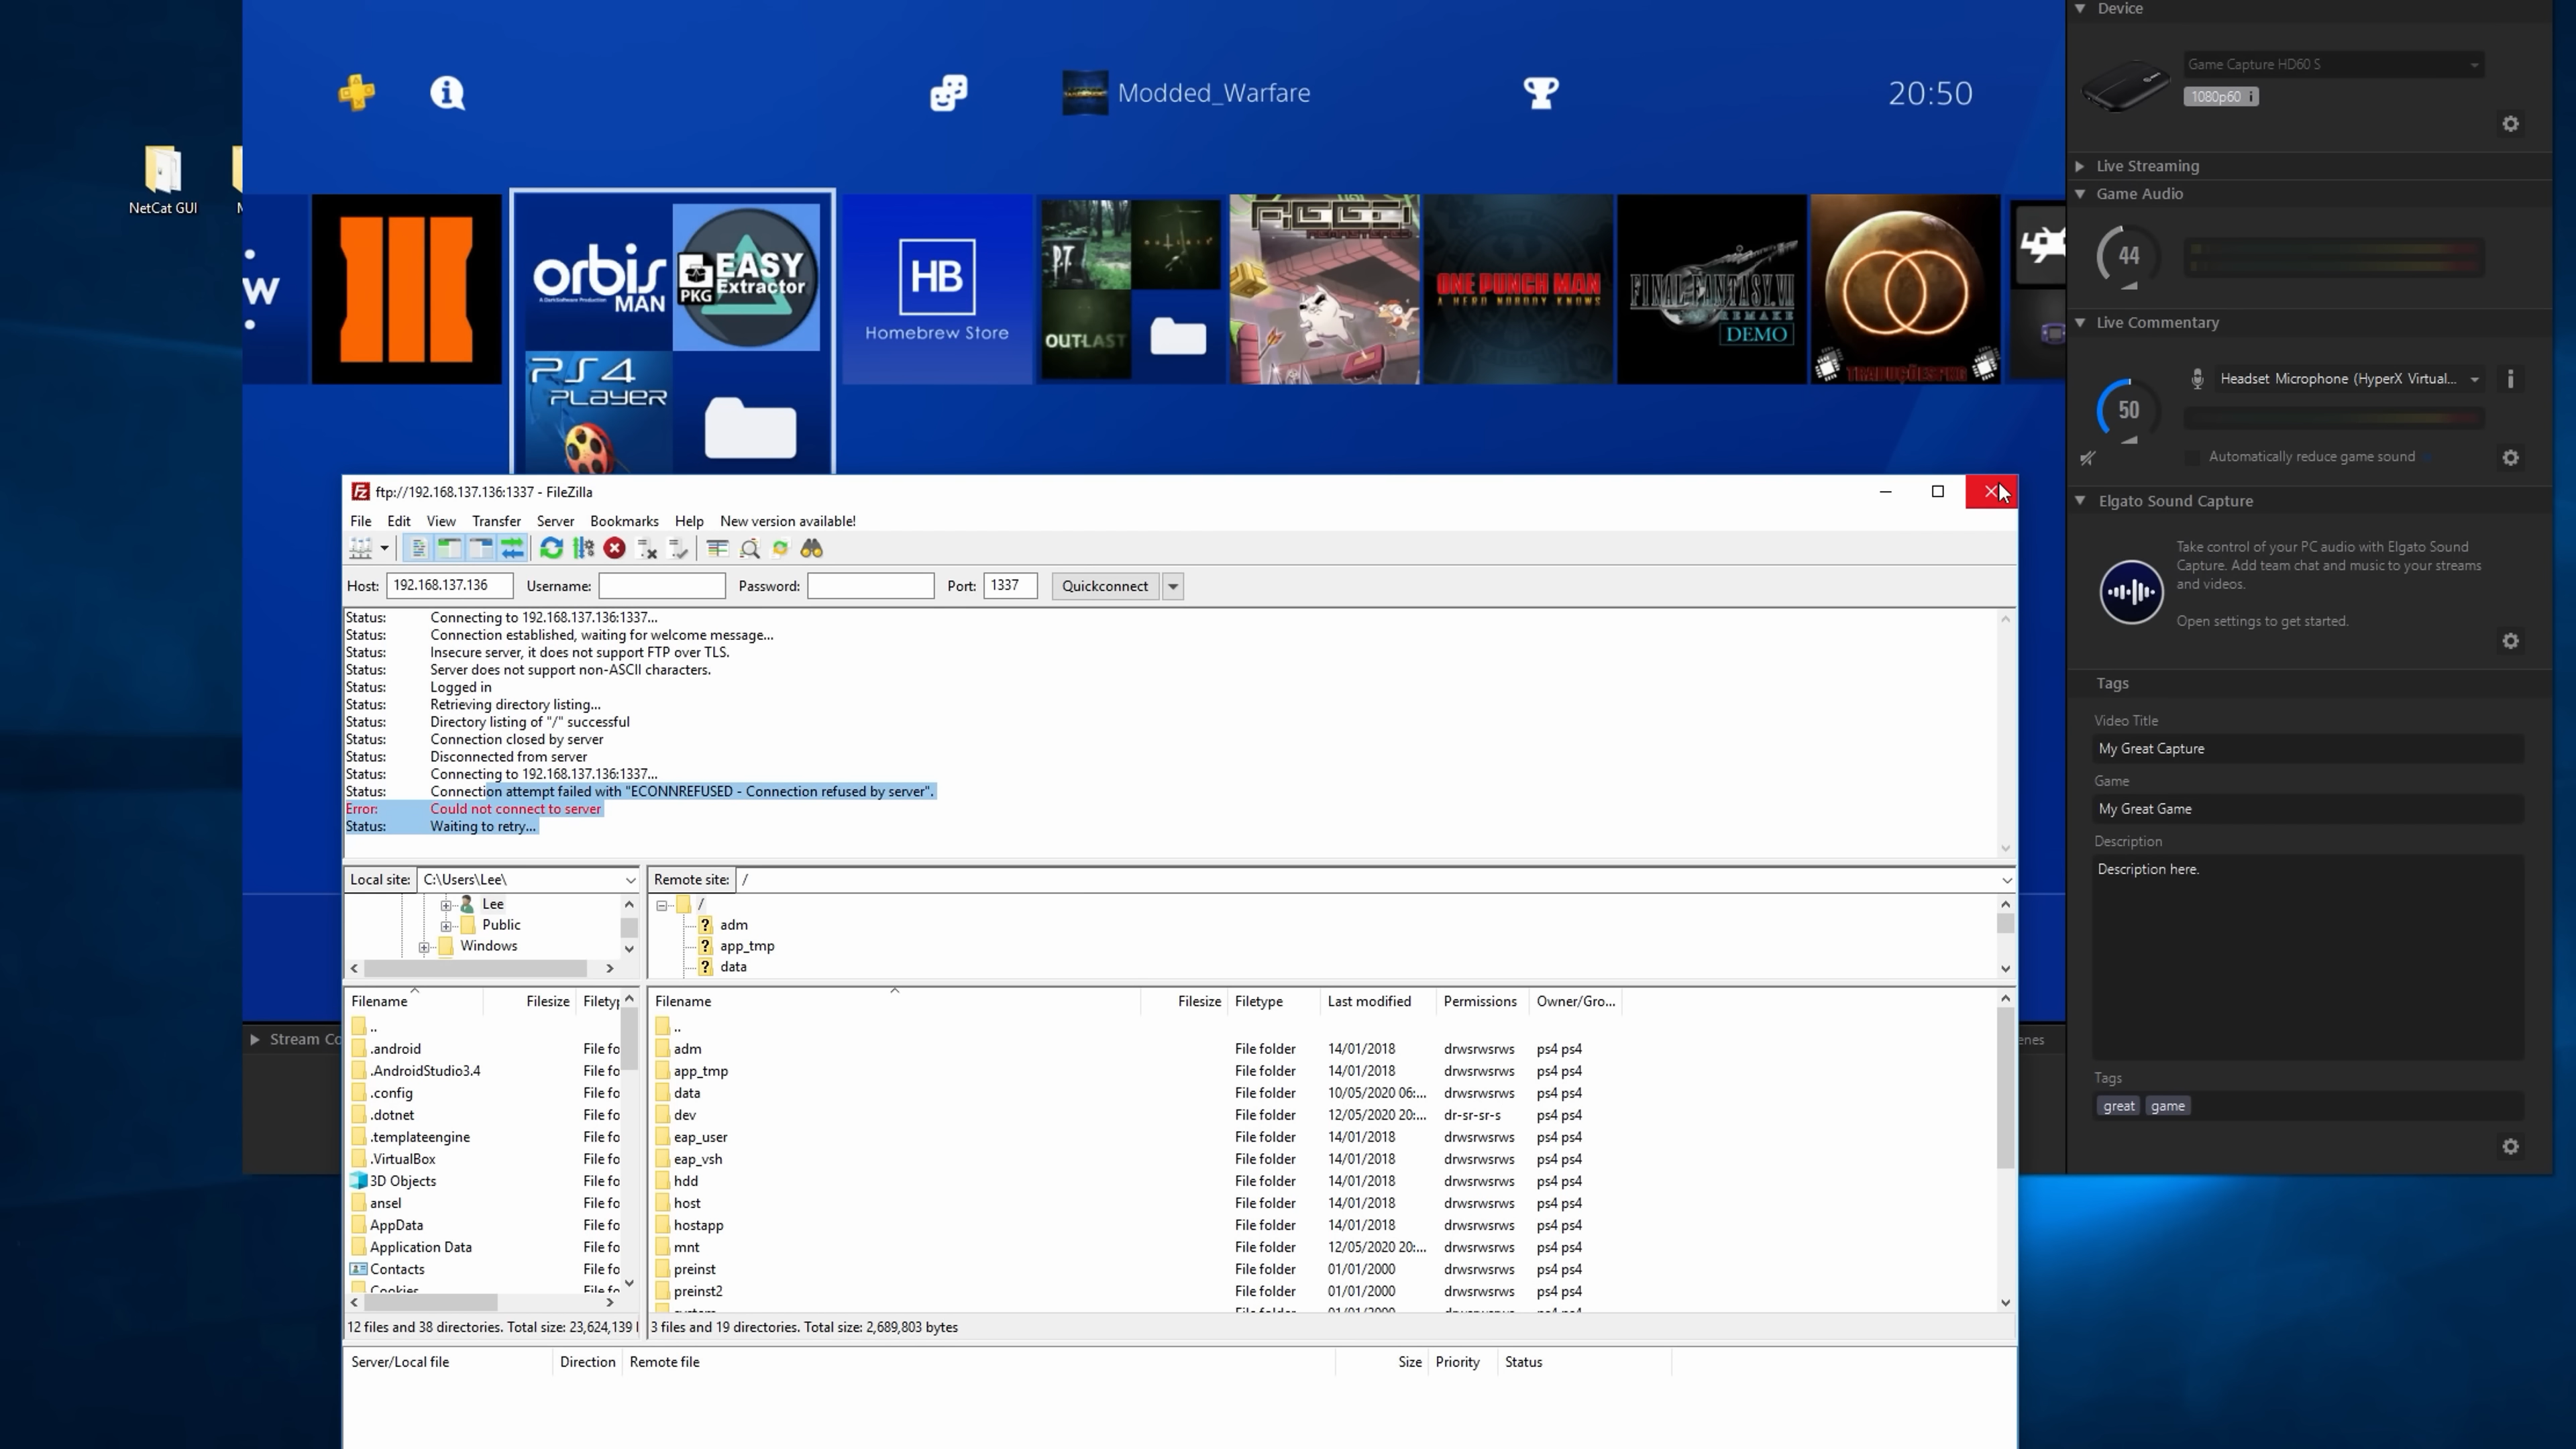 Modded_Warfare
20:50
NetCat GUI
W
orbis
MAN
EASY
PKG Extractor
PS4
PLAYER
HB
Homebrew Store
P.T.
OUTLAST
ONE PUNCH MAN
A HERO NOBODY KNOWS
FINAL FANTASY VII
REMAKE
DEMO
Device
Game Capture HD60 S
1080p60 i
Live Streaming
Game Audio
44
Live Commentary
Headset Microphone (HyperX Virtual...
50
Automatically reduce game sound
Elgato Sound Capture
Take control of your PC audio with Elgato Sound
Capture. Add team chat and music to your streams
and videos.
Open settings to get started.
Tags
Video Title
My Great Capture
Game
My Great Game
Description
Description here.
Tags
great game
ftp://192.168.137.136:1337 - FileZilla
File Edit View Transfer Server Bookmarks Help New version available!
Host: 192.168.137.136 Username: Password: Port: 1337 Quickconnect
Status: Connecting to 192.168.137.136:1337...
Status: Connection established, waiting for welcome message...
Status: Insecure server, it does not support FTP over TLS.
Status: Server does not support non-ASCII characters.
Status: Logged in
Status: Retrieving directory listing...
Status: Directory listing of "/" successful
Status: Connection closed by server
Status: Disconnected from server
Status: Connecting to 192.168.137.136:1337...
Status: Connection attempt failed with "ECONNREFUSED - Connection refused by server".
Error: Could not connect to server
Status: Waiting to retry...
Local site: C:\Users\Lee\
Lee
Public
Windows
Remote site: /
/
adm
app_tmp
data
Filename Filesize Filety
..
.android File fo
.AndroidStudio3.4 File fo
.config File fo
.dotnet File fo
.templateengine File fo
.VirtualBox File fo
3D Objects File fo
ansel File fo
AppData File fo
Application Data File fo
Contacts File fo
Cookies File fo
12 files and 38 directories. Total size: 23,624,139
Filename Filesize Filetype Last modified Permissions Owner/Gro...
..
adm File folder 14/01/2018 drwsrwsrws ps4 ps4
app_tmp File folder 14/01/2018 drwsrwsrws ps4 ps4
data File folder 10/05/2020 06:... drwsrwsrws ps4 ps4
dev File folder 12/05/2020 20:... dr-sr-sr-s ps4 ps4
eap_user File folder 14/01/2018 drwsrwsrws ps4 ps4
eap_vsh File folder 14/01/2018 drwsrwsrws ps4 ps4
hdd File folder 14/01/2018 drwsrwsrws ps4 ps4
host File folder 14/01/2018 drwsrwsrws ps4 ps4
hostapp File folder 14/01/2018 drwsrwsrws ps4 ps4
mnt File folder 12/05/2020 20:... drwsrwsrws ps4 ps4
preinst File folder 01/01/2000 drwsrwsrws ps4 ps4
preinst2 File folder 01/01/2000 drwsrwsrws ps4 ps4
system File folder 01/01/2000 drwsrwsrws ps4 ps4
3 files and 19 directories. Total size: 2,689,803 bytes
Server/Local file Direction Remote file Size Priority Status
Stream Co
enes